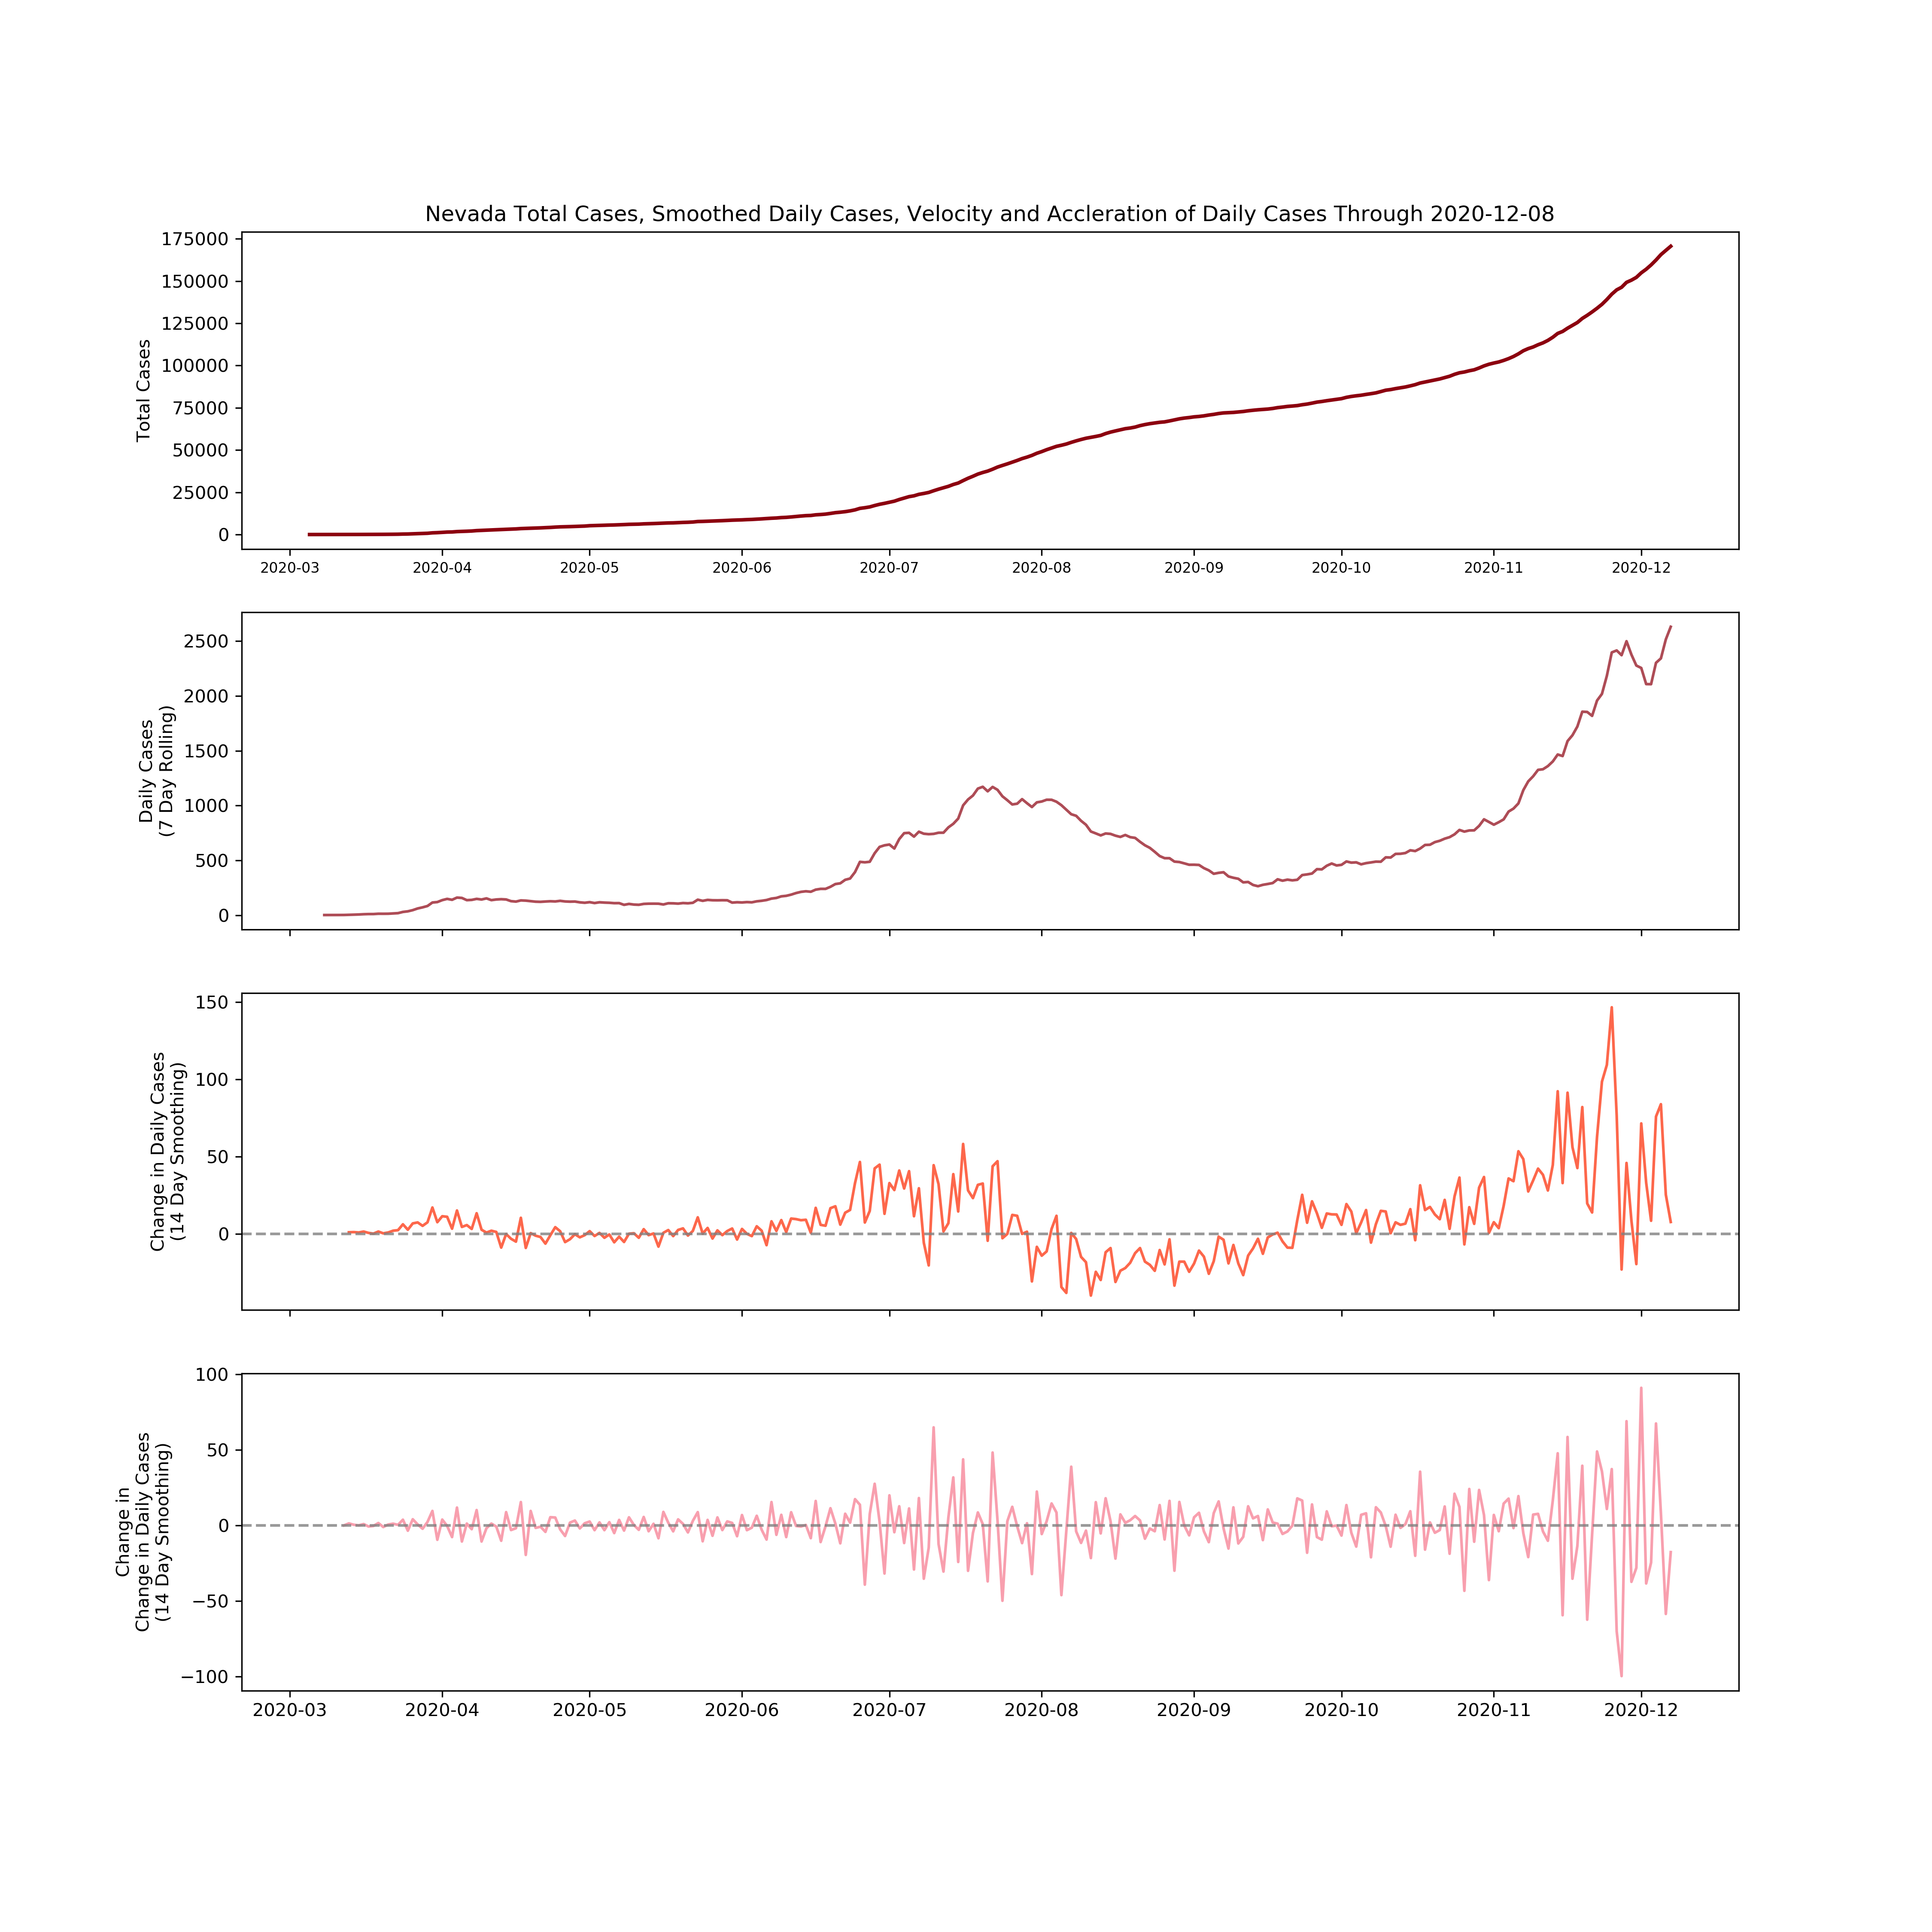 Nevada Total Cases, Smoothed Daily Cases, Velocity and Accleration of Daily Cases Through 2020-12-08
Total Cases
175000
150000
125000
100000
75000
50000
25000
0
2020-03 2020-04 2020-05 2020-06 2020-07 2020-08 2020-09 2020-10 2020-11 2020-12
Daily Cases
(7 Day Rolling)
2500
2000
1500
1000
500
0
Change in Daily Cases
(14 Day Smoothing)
150
100
50
0
Change in
Change in Daily Cases
(14 Day Smoothing)
100
50
0
−50
−100
2020-03 2020-04 2020-05 2020-06 2020-07 2020-08 2020-09 2020-10 2020-11 2020-12